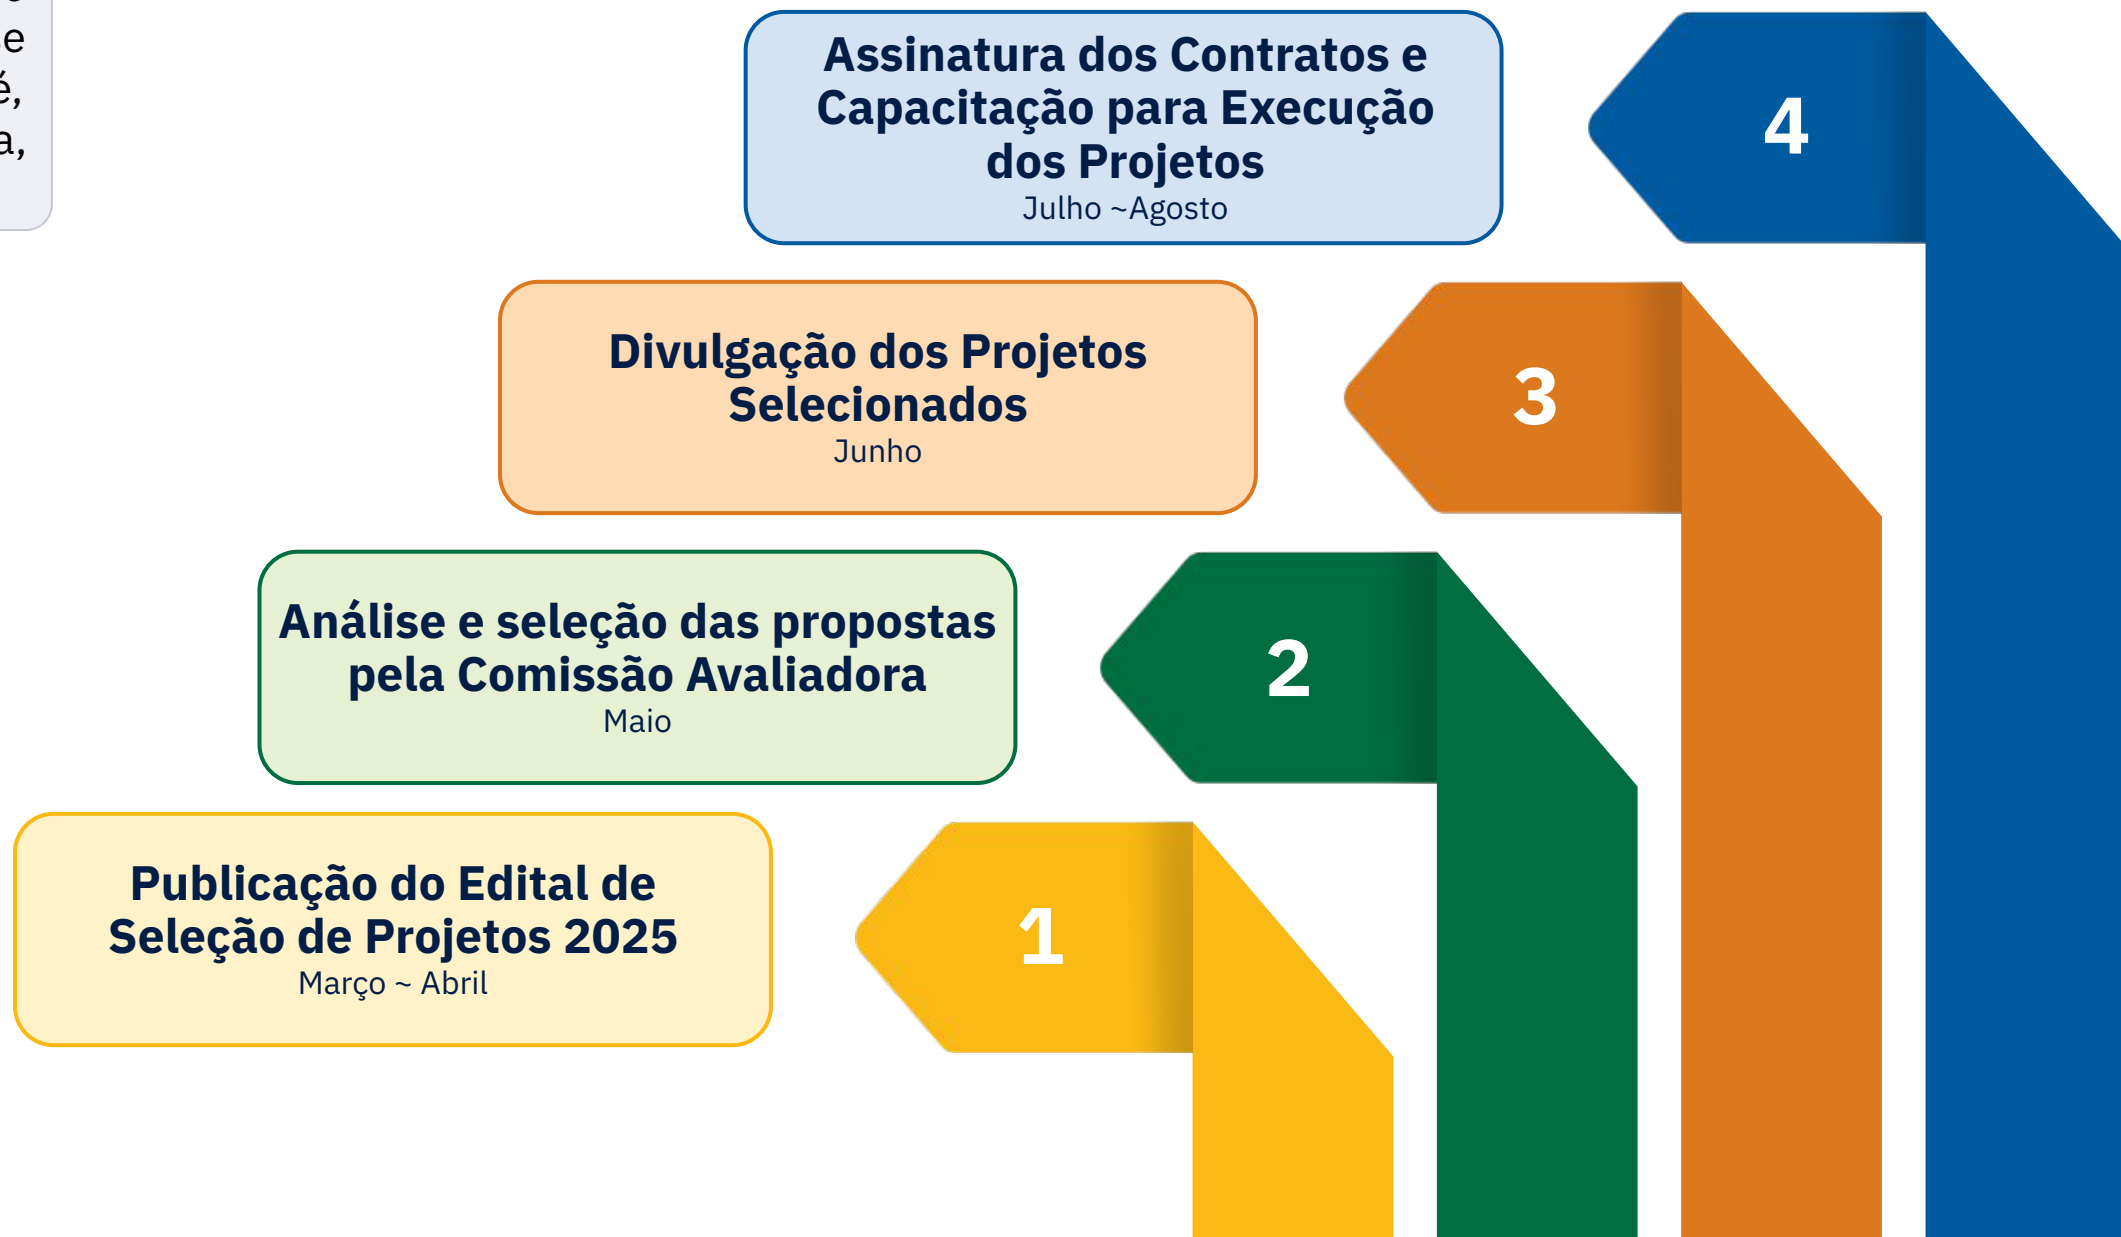 e
é,
a,
Assinatura dos Contratos e
Capacitação para Execução
dos Projetos
Julho ~Agosto
4
Divulgação dos Projetos
Selecionados
Junho
3
Análise e seleção das propostas
pela Comissão Avaliadora
Maio
2
Publicação do Edital de
Seleção de Projetos 2025
Março ~ Abril
1